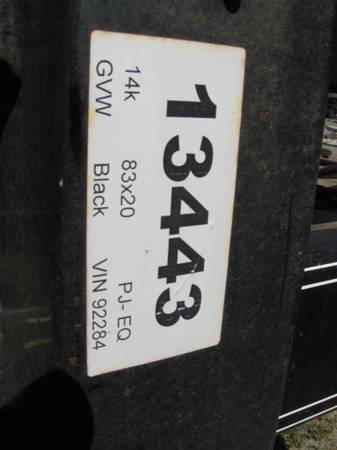 13443
14k 83x20 PJ-EQ
GVW Black VIN 92284